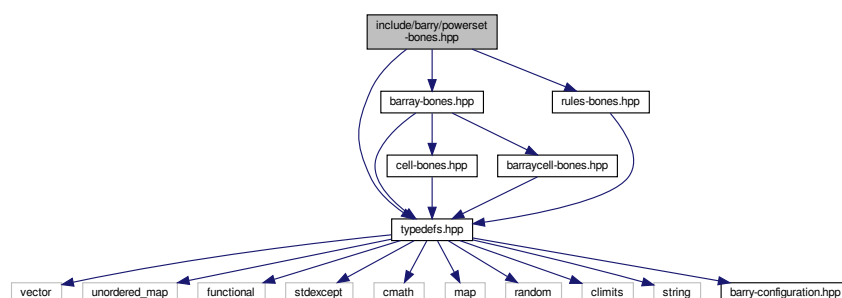 include/barry/powerset
-bones.hpp
barray-bones.hpp
rules-bones.hpp
cell-bones.hpp
barraycell-bones.hpp
typedefs.hpp
vector
unordered_map
functional
stdexcept
cmath
map
random
climits
string
barry-configuration.hpp